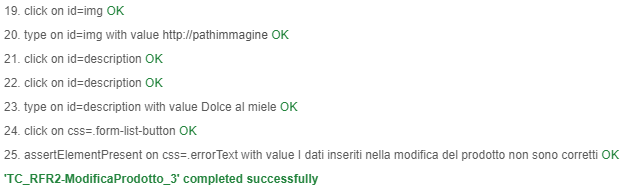 19. click on id=img OK
20. type on id=img with value http://pathimmagine OK
21. click on id=description OK
22. click on id=description OK
23. type on id=description with value Dolce al miele OK
24. click on css=.form-list-button OK
25. assertElementPresent on css=.errorText with value I dati inseriti nella modifica del prodotto non sono corretti OK
'TC_RFR2-ModificaProdotto_3' completed successfully